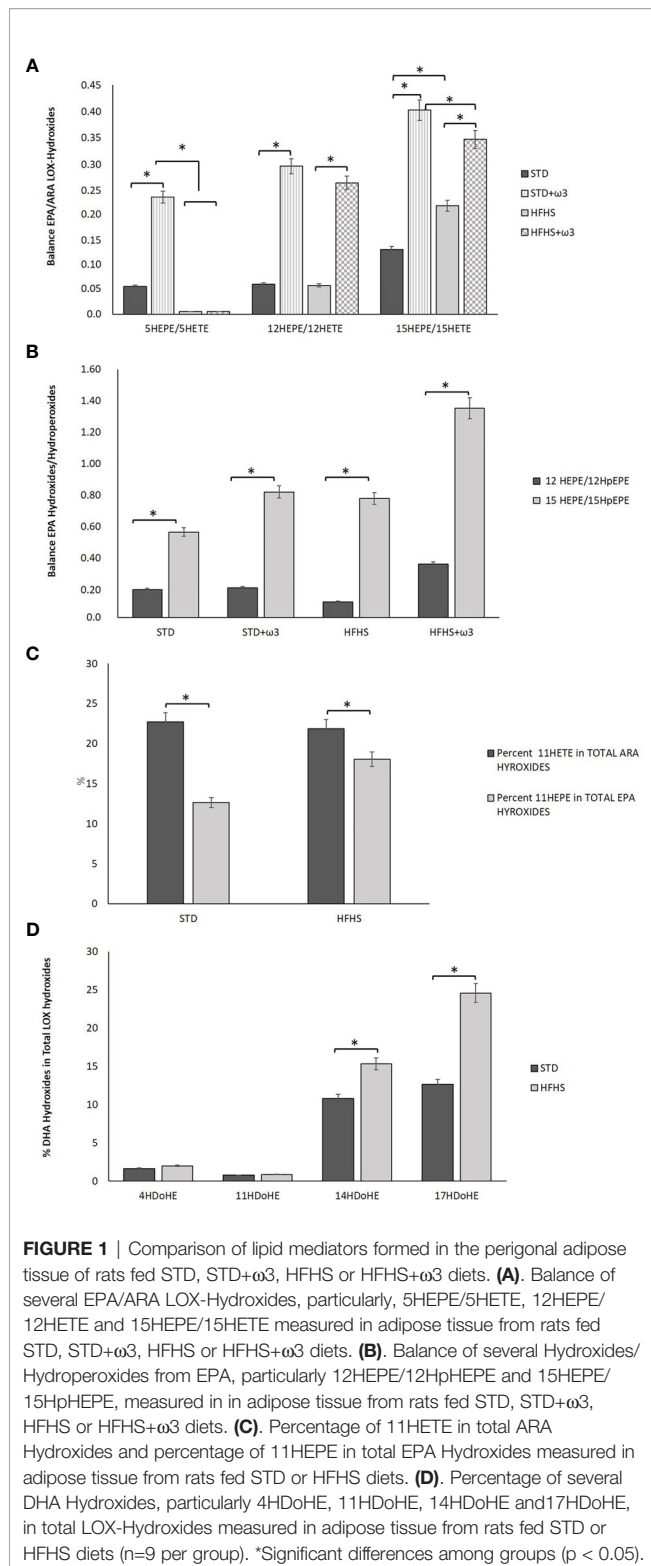 A
Balance EPA/ARA LOX-Hydroxides
0.45
0.40
0.35
0.30
0.25
0.20
0.15
0.10
0.05
0.0
* * * * * * * *
5HEPE/5HETE 12HEPE/12HETE 15HEPE/15HETE
STD
STD+ω3
HFHS
HFHS+ω3
B
Balance EPA Hydroxides/Hydroperoxides
1.60
1.40
1.20
1.00
0.80
0.60
0.40
0.20
0.0
* * * *
STD STD+ω3 HFHS HFHS+ω3
12 HEPE/12HpEPE
15 HEPE/15HpEPE
C
%
30
25
20
15
10
5
0
* *
STD HFHS
Percent 11HETE in TOTAL ARA
HYROXIDES
Percent 11HEPE in TOTAL EPA
HYROXIDES
D
% DHA Hydroxides in Total LOX hydroxides
30
25
20
15
10
5
0
* *
4HDoHE 11HDoHE 14HDoHE 17HDoHE
STD
HFHS
FIGURE 1 | Comparison of lipid mediators formed in the perigonal adipose
tissue of rats fed STD, STD+ω3, HFHS or HFHS+ω3 diets. (A). Balance of
several EPA/ARA LOX-Hydroxides, particularly, 5HEPE/5HETE, 12HEPE/
12HETE and 15HEPE/15HETE measured in adipose tissue from rats fed
STD, STD+ω3, HFHS or HFHS+ω3 diets. (B). Balance of several Hydroxides/
Hydroperoxides from EPA, particularly 12HEPE/12HpHEPE and 15HEPE/
15HpHEPE, measured in in adipose tissue from rats fed STD, STD+ω3,
HFHS or HFHS+ω3 diets. (C). Percentage of 11HETE in total ARA
Hydroxides and percentage of 11HEPE in total EPA Hydroxides measured in
adipose tissue from rats fed STD or HFHS diets. (D). Percentage of several
DHA Hydroxides, particularly 4HDoHE, 11HDoHE, 14HDoHE and17HDoHE,
in total LOX-Hydroxides measured in adipose tissue from rats fed STD or
HFHS diets (n=9 per group). *Significant differences among groups (p < 0.05).